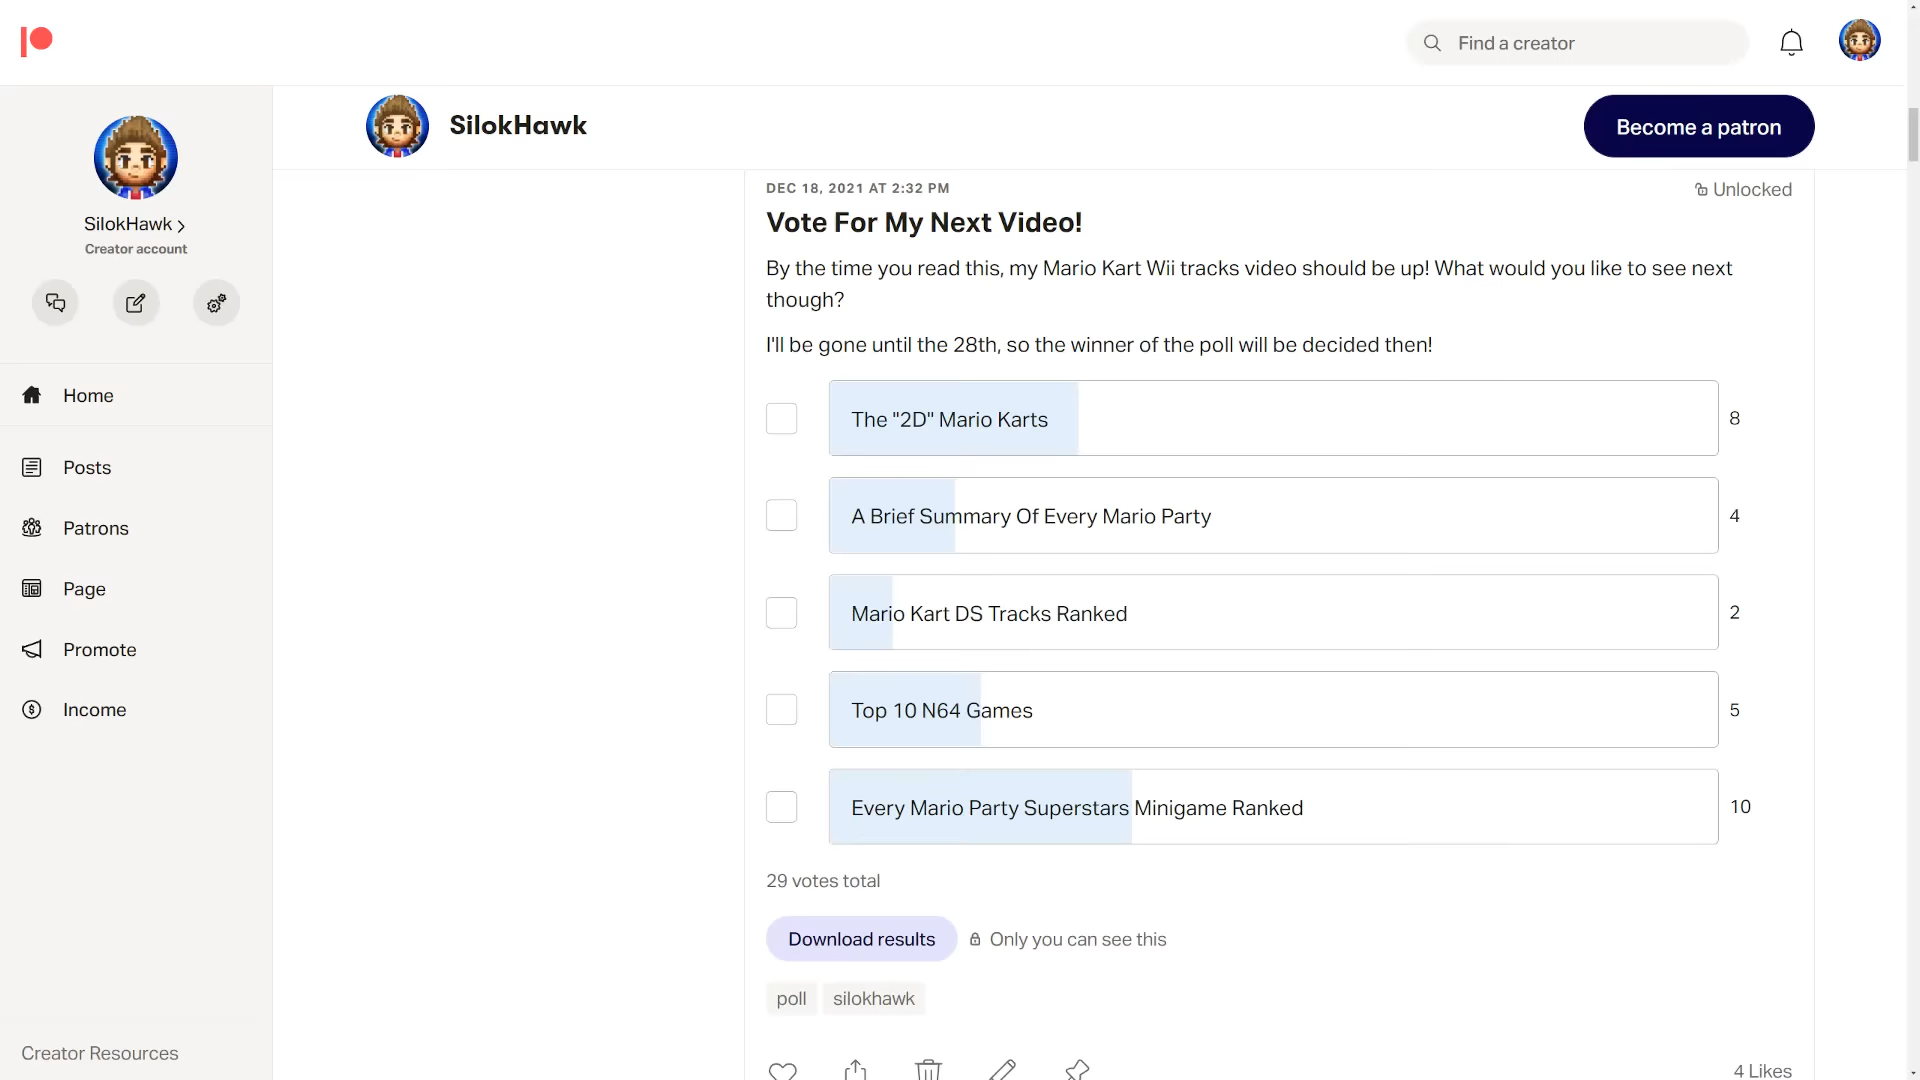 Find a creator
SilokHawk
Become a patron
SilokHawk
Creator account
Home
Posts
Patrons
Page
Promote
Income
Creator Resources
DEC 18, 2021 AT 2:32 PM
Unlocked
Vote For My Next Video!
By the time you read this, my Mario Kart Wii tracks video should be up! What would you like to see next
though?
I'll be gone until the 28th, so the winner of the poll will be decided then!
The "2D" Mario Karts 8
A Brief Summary Of Every Mario Party 4
Mario Kart DS Tracks Ranked 2
Top 10 N64 Games 5
Every Mario Party Superstars Minigame Ranked 10
29 votes total
Download results Only you can see this
poll silokhawk
4 Likes